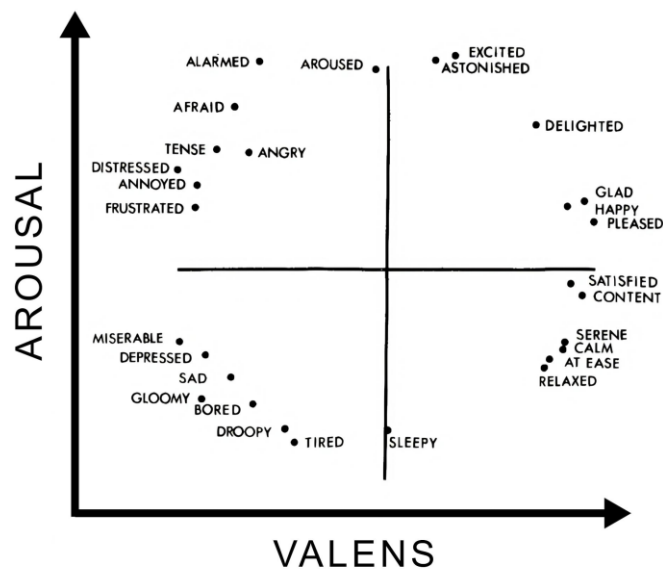 EXCITED
ALARMED
AROUSED
ASTONISHED
AFRAID
DELIGHTED
TENSE
ANGRY
DISTRESSED
ANNOYED
GLAD
FRUSTRATED
HAPPY
PLEASED
SATISFIED
CONTENT
MISERABLE
SERENE
DEPRESSED
CALM
AT EASE
SAD
RELAXED
GLOOMY
BORED
DROOPY
TIRED
SLEEPY
AROUSAL
VALENS